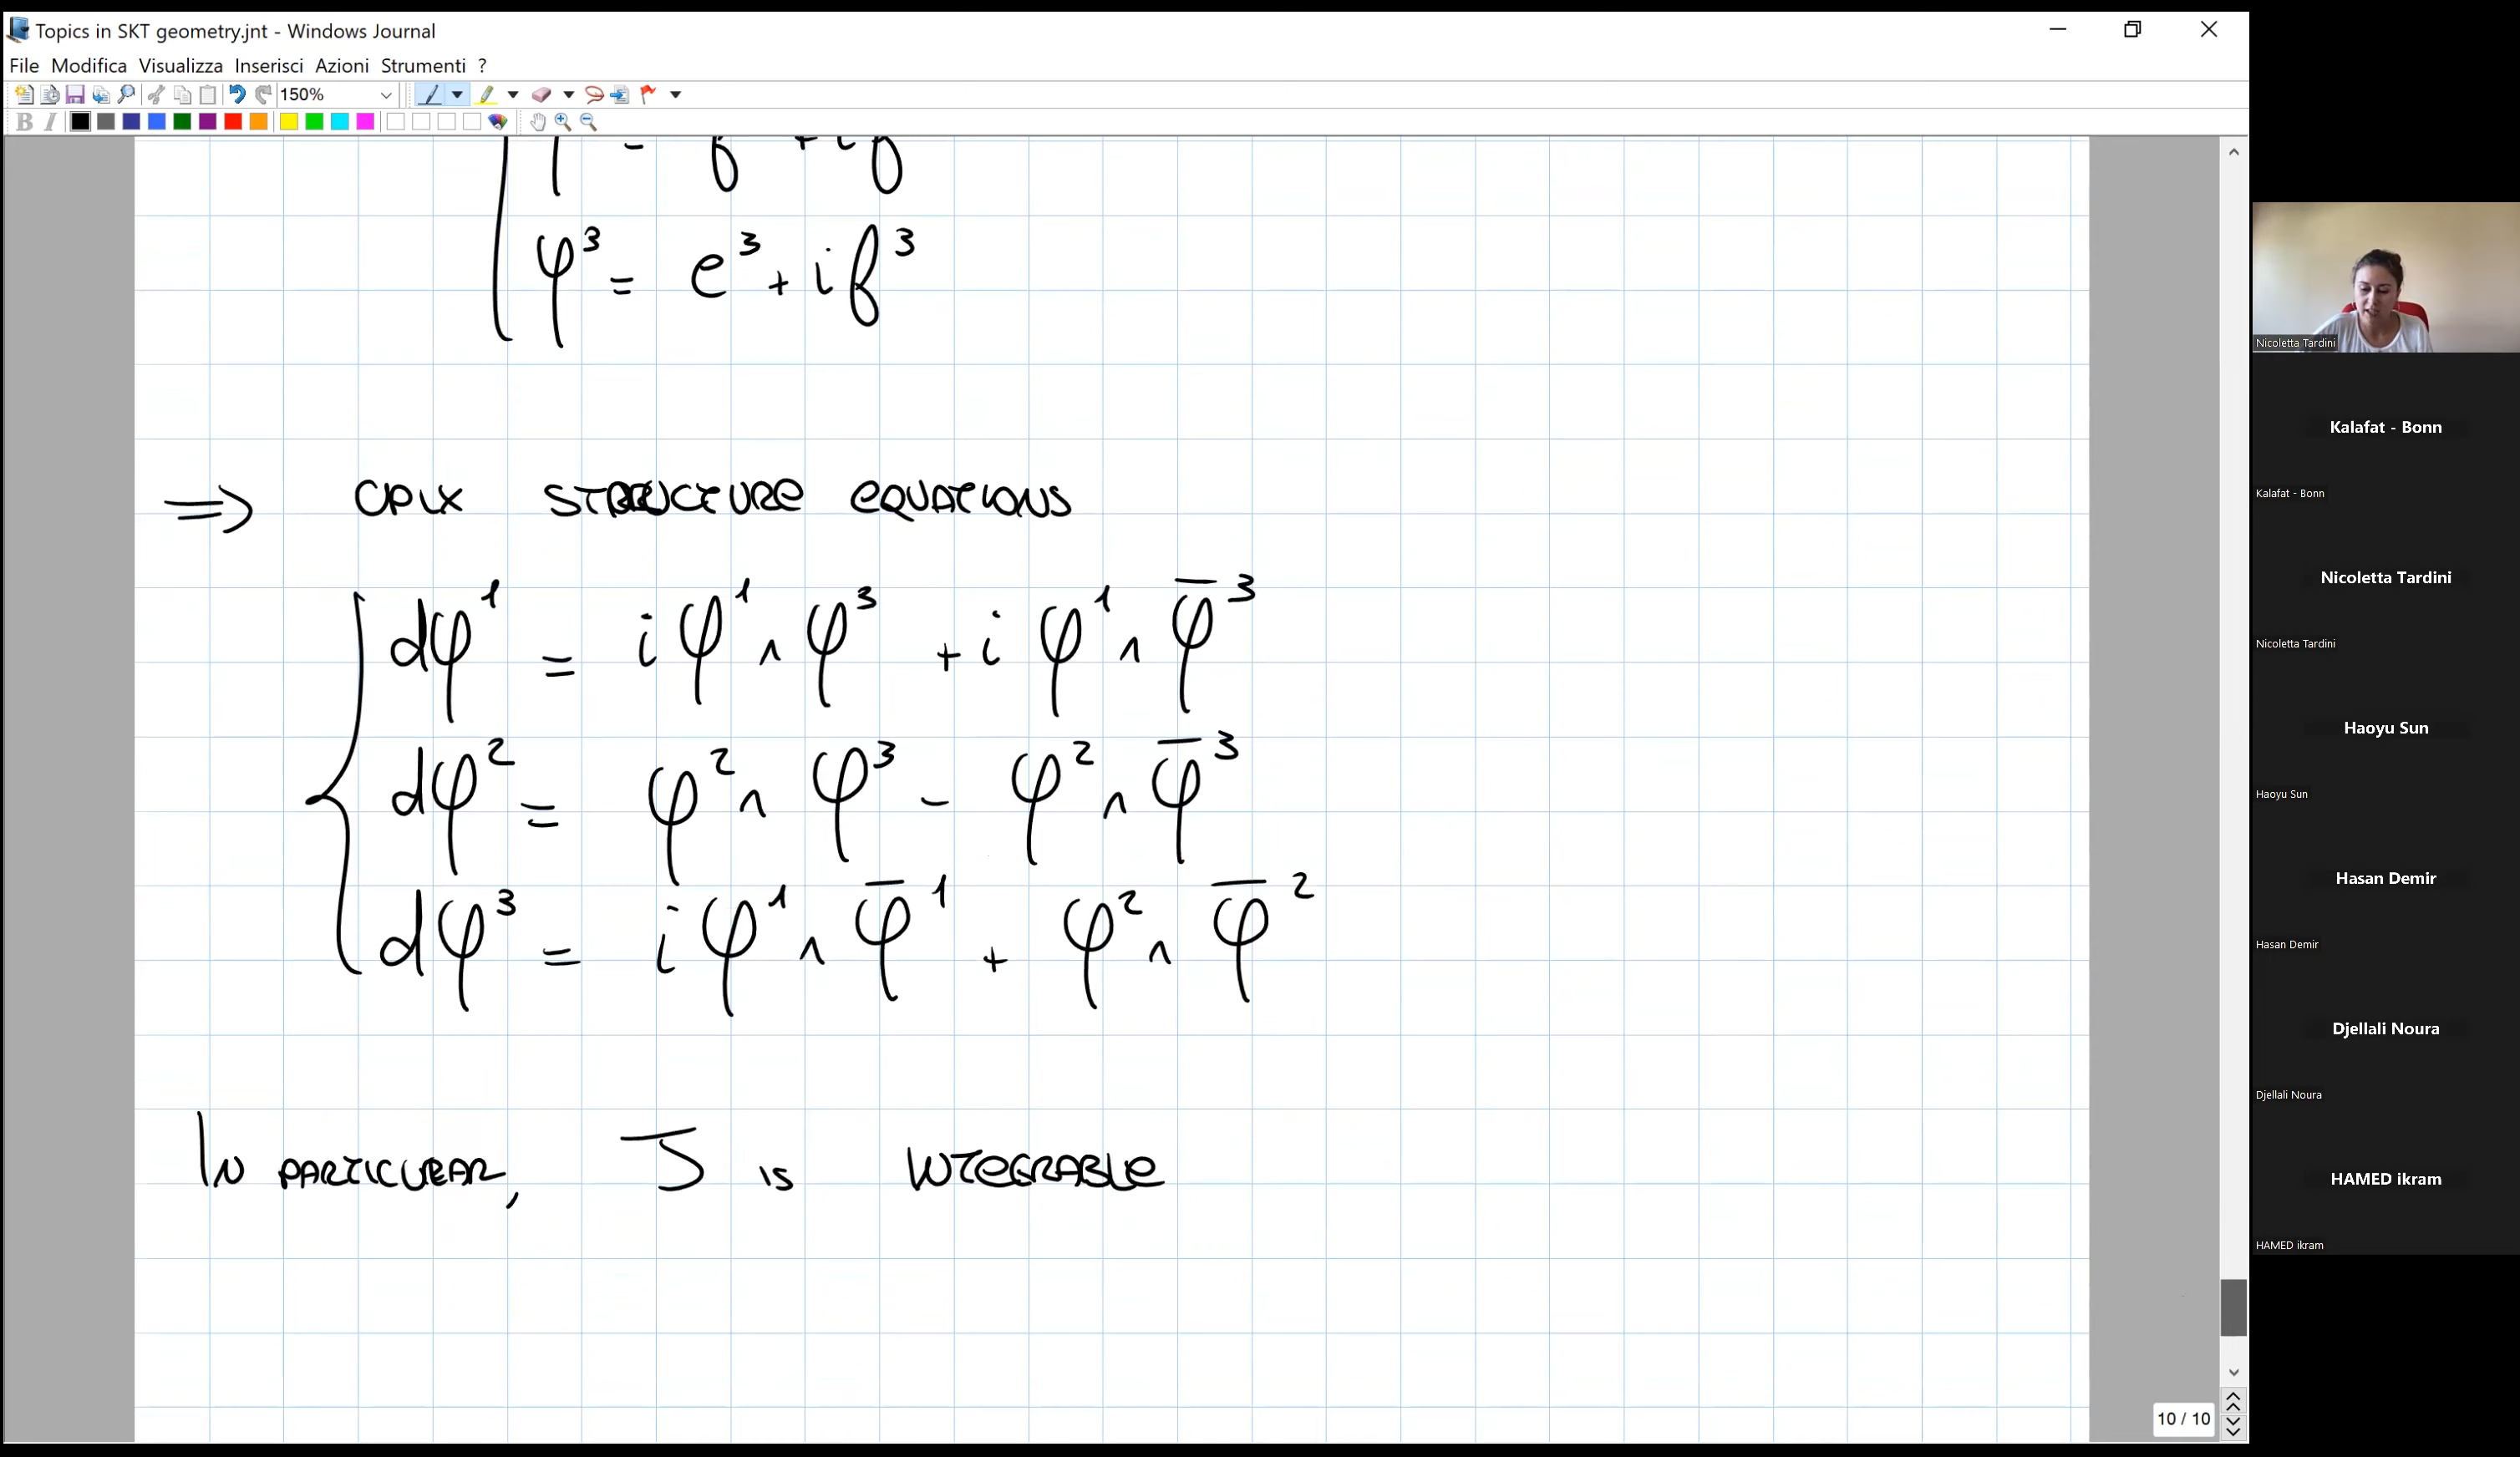 Topics in SKT geometry.jnt - Windows Journal
File Modifica Visualizza Inserisci Azioni Strumenti ?
150%
B I
φ³ = e³ + i f³
⇒ CPLX STRUCTURE EQUATIONS
dφ¹ = i φ¹ ∧ φ³ + i φ¹ ∧ φ̄³
dφ² = φ² ∧ φ³ - φ² ∧ φ̄³
dφ³ = i φ¹ ∧ φ̄¹ + φ² ∧ φ̄²
IN PARTICULAR, J IS INTEGRABLE
10 / 10
Nicoletta Tardini
Kalafat - Bonn
Kalafat - Bonn
Nicoletta Tardini
Nicoletta Tardini
Haoyu Sun
Haoyu Sun
Hasan Demir
Hasan Demir
Djellali Noura
Djellali Noura
HAMED ikram
HAMED ikram